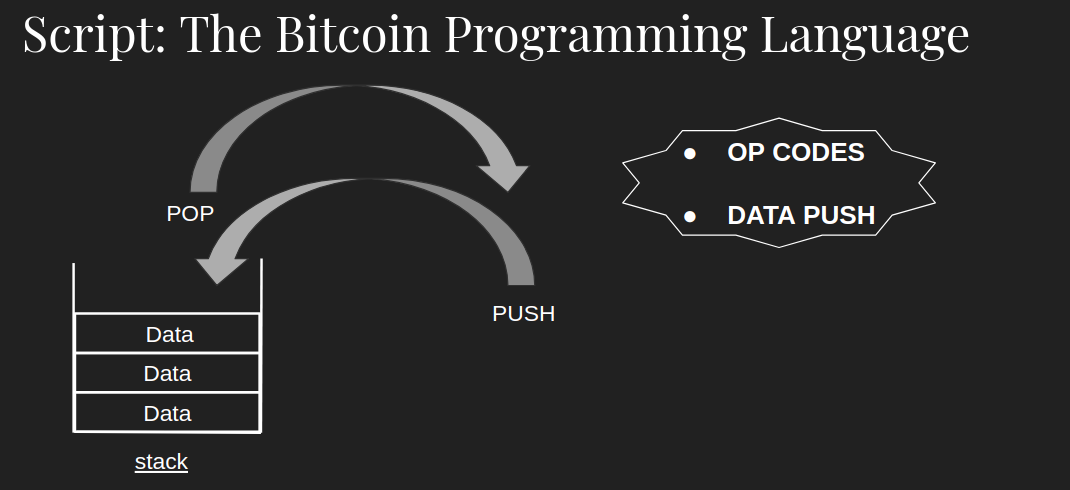 Script: The Bitcoin Programming Language
● OP CODES
● DATA PUSH
POP
PUSH
Data
Data
Data
stack